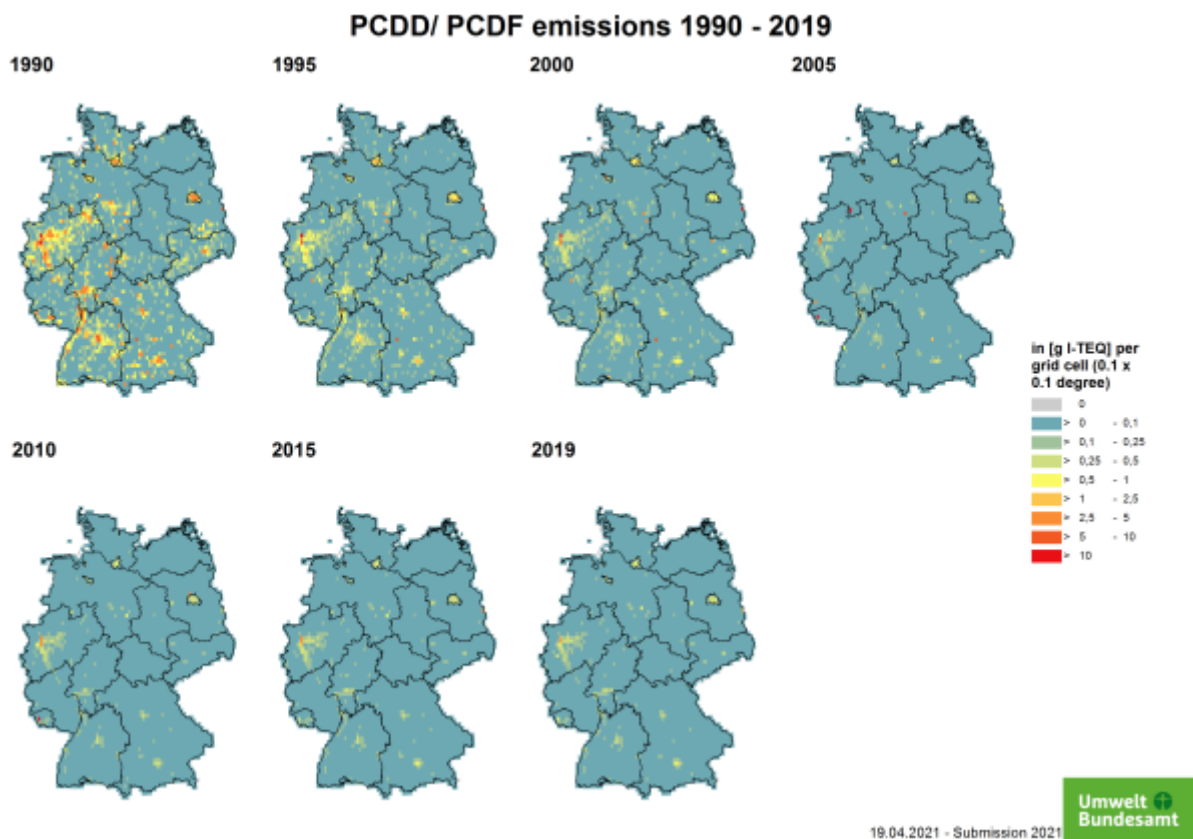 PCDD/ PCDF emissions 1990 - 2019
1990
1995
2000
2005
in [g I-TEQ] per
grid cell (0.1 x
0.1 degree)
0
> 0 - 0,1
> 0,1 - 0,25
> 0,25 - 0,5
> 0,5 - 1
> 1 - 2,5
> 2,5 - 5
> 5 - 10
> 10
2010
2015
2019
Umwelt
Bundesamt
19.04.2021 - Submission 2021